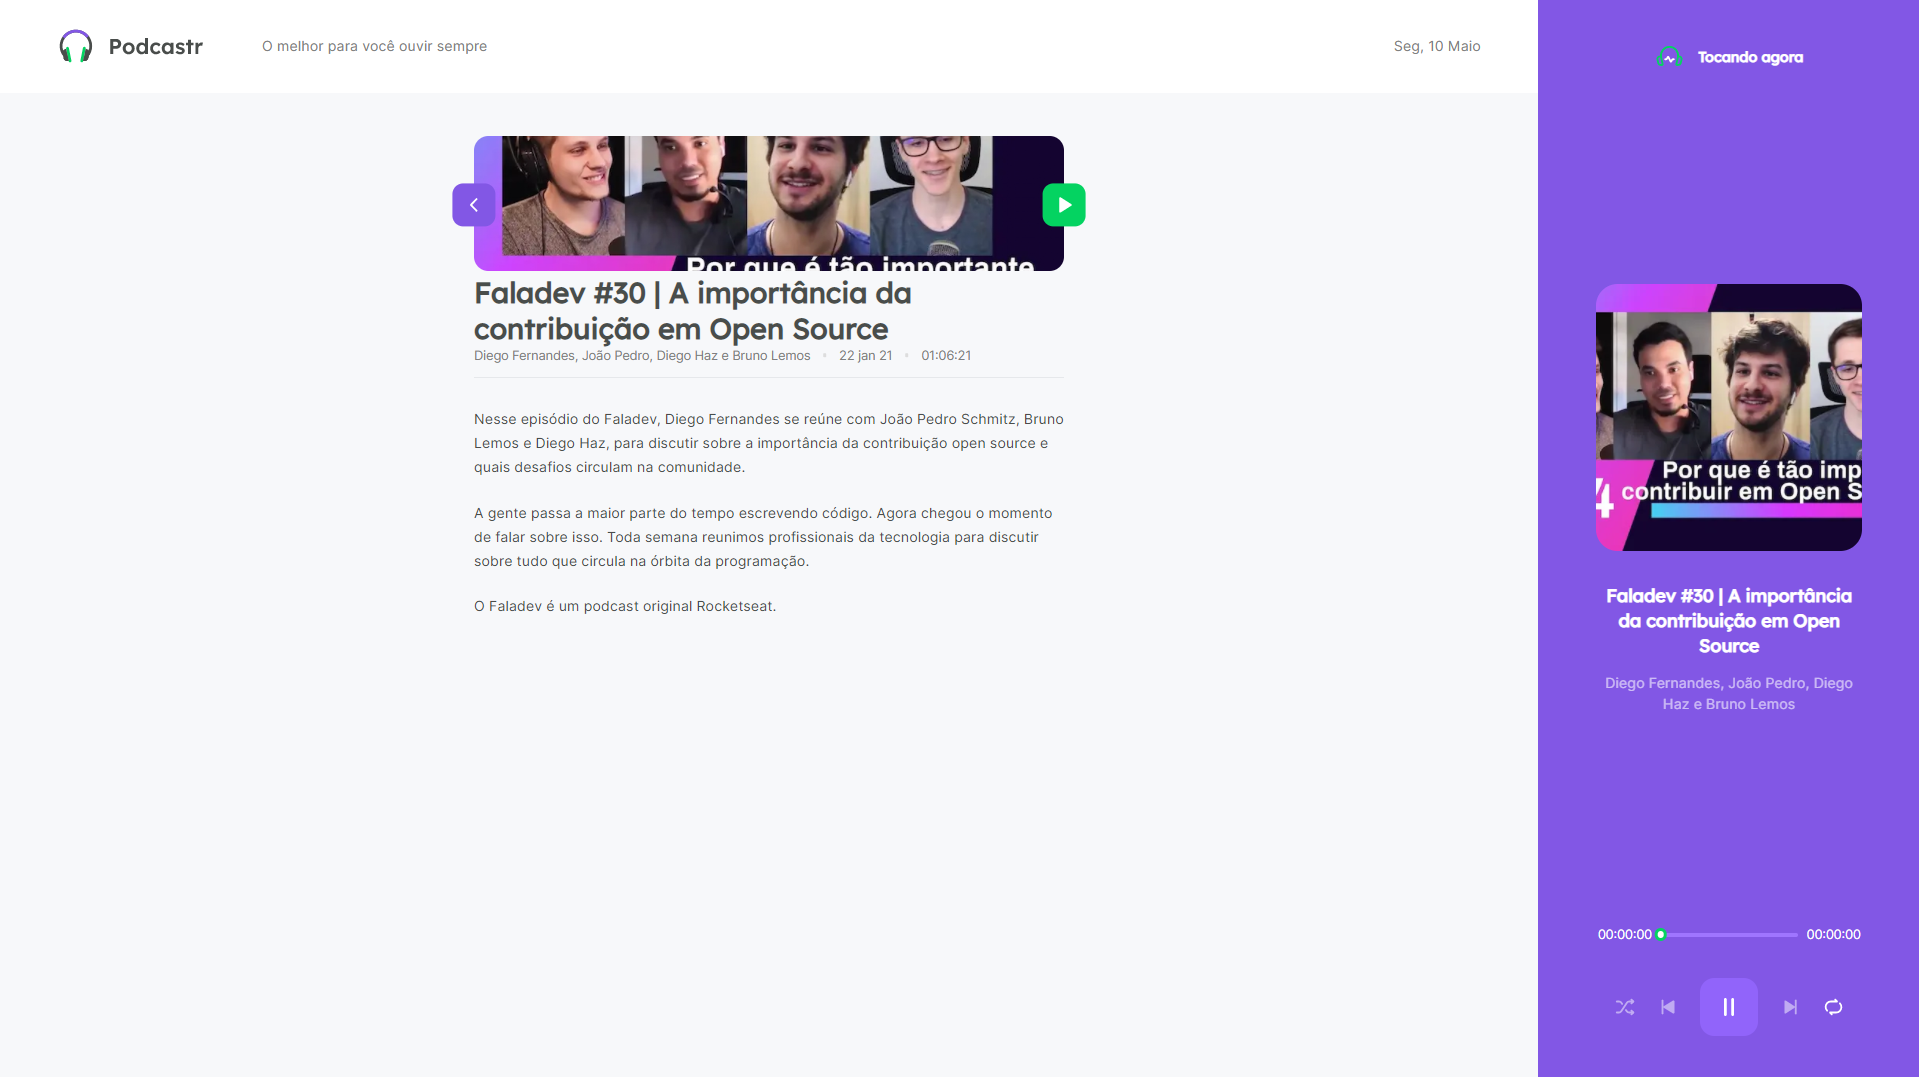 Podcastr
O melhor para você ouvir sempre
Seg, 10 Maio
Por que é tão importante
Faladev #30 | A importância da
contribuição em Open Source
Diego Fernandes, João Pedro, Diego Haz e Bruno Lemos • 22 jan 21 • 01:06:21
Nesse episódio do Faladev, Diego Fernandes se reúne com João Pedro Schmitz, Bruno
Lemos e Diego Haz, para discutir sobre a importância da contribuição open source e
quais desafios circulam na comunidade.
A gente passa a maior parte do tempo escrevendo código. Agora chegou o momento
de falar sobre isso. Toda semana reunimos profissionais da tecnologia para discutir
sobre tudo que circula na órbita da programação.
O Faladev é um podcast original Rocketseat.
Tocando agora
Por que é tão imp
4 contribuir em Open S
Faladev #30 | A importância
da contribuição em Open
Source
Diego Fernandes, João Pedro, Diego
Haz e Bruno Lemos
00:00:00 00:00:00